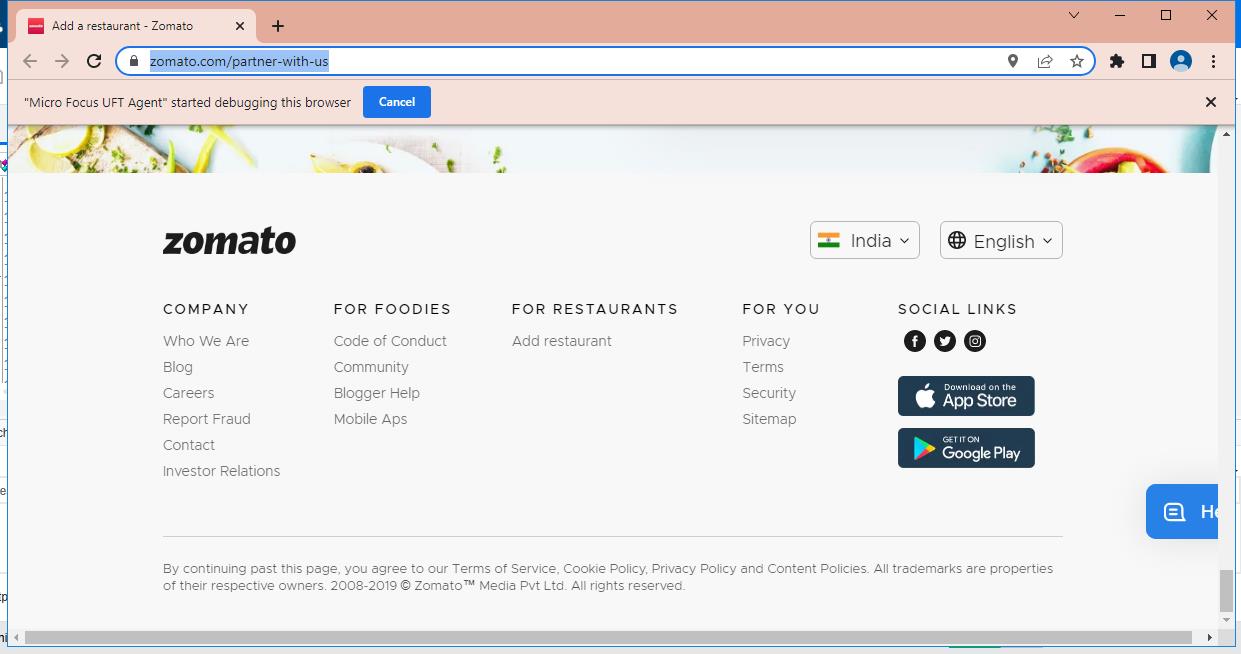 Add a restaurant - Zomato
zomato.com/partner-with-us
"Micro Focus UFT Agent" started debugging this browser
Cancel
zomato
India
English
COMPANY
Who We Are
Blog
Careers
Report Fraud
Contact
Investor Relations
FOR FOODIES
Code of Conduct
Community
Blogger Help
Mobile Aps
FOR RESTAURANTS
Add restaurant
FOR YOU
Privacy
Terms
Security
Sitemap
SOCIAL LINKS
Download on the
App Store
GET IT ON
Google Play
By continuing past this page, you agree to our Terms of Service, Cookie Policy, Privacy Policy and Content Policies. All trademarks are properties
of their respective owners. 2008-2019 © Zomato™ Media Pvt Ltd. All rights reserved.